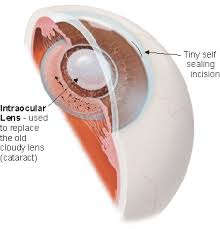 Tiny self
sealing
incision
Intraocular
Lens - used
to replace
the old
cloudy lens
(cataract)